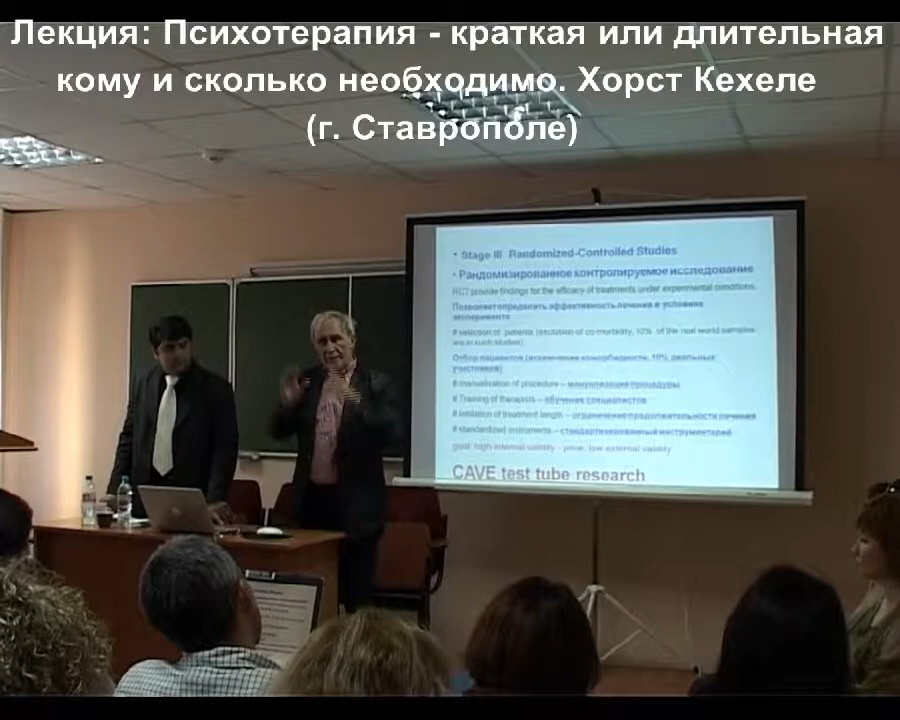 Лекция: Психотерапия - краткая или длительная
кому и сколько необходимо. Хорст Кехеле
(г. Ставрополе)
• Stage III Randomized-Controlled Studies
• Рандомизированное контролируемое исследование
RCT provide findings for the efficacy of treatments under experimental conditions.
Позволяет определить эффективность лечения в условиях
эксперимента
# selection of patients (exclusion of co-morbidity, 10% of the real world samples
are in such studies)
Отбор пациентов (исключение коморбидности, 10% реальных
участников)
# manualisation of procedure – мануализация процедуры
# Training of therapists – обучение специалистов
# limitation of treatment length – ограничение продолжительности лечения
# standardized instruments – стандартизированный инструментарий
goal: high internal validity – price: low external validity
CAVE test tube research